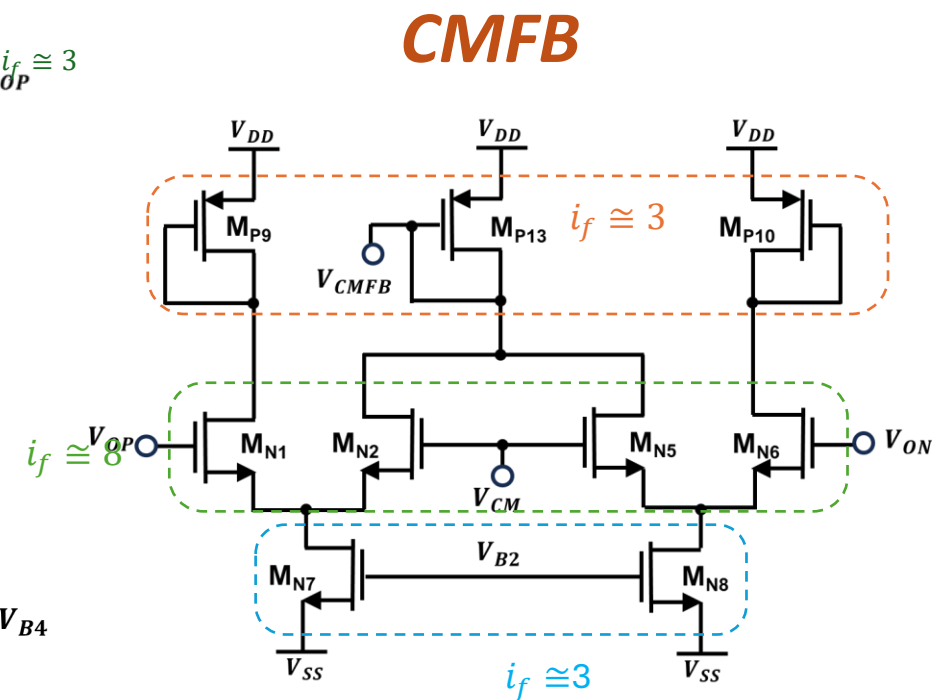 CMFB
i_f ≅ 3
OP
V_DD V_DD V_DD
M_P9 M_P13 i_f ≅ 3 M_P10
V_CMFB
V_OP M_N1 M_N2 M_N5 M_N6 V_ON
i_f ≅ 8
V_CM
V_B2
M_N7 M_N8
V_B4
V_SS V_SS
i_f ≅3